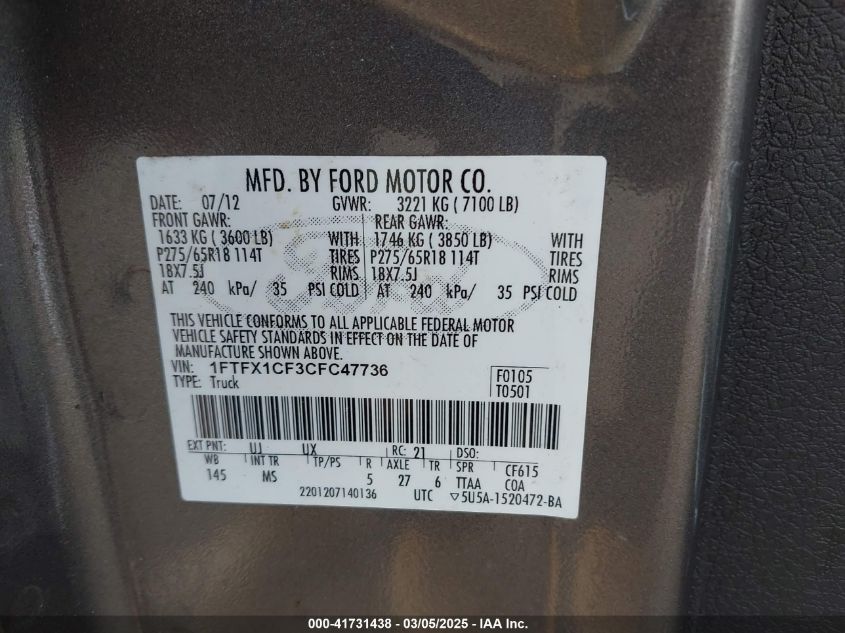 MFD. BY FORD MOTOR CO.
DATE: 07/12 GVWR: 3221 KG ( 7100 LB)
FRONT GAWR: REAR GAWR:
1633 KG ( 3600 LB) WITH 1746 KG ( 3850 LB) WITH
P275/65R18 114T TIRES P275/65R18 114T TIRES
18X7.5J RIMS 18X7.5J RIMS
AT 240 kPa/ 35 PSI COLD AT 240 kPa/ 35 PSI COLD
THIS VEHICLE CONFORMS TO ALL APPLICABLE FEDERAL MOTOR
VEHICLE SAFETY STANDARDS IN EFFECT ON THE DATE OF
MANUFACTURE SHOWN ABOVE.
VIN: 1FTFX1CF3CFC47736 F0105
TYPE: Truck T0501
EXT PNT: UJ UX RC: 21 DSO:
WB INT TR TP/PS R AXLE TR SPR CF615
145 MS 5 27 6 TTAA COA
2201207140136 UTC ▽5U5A-1520472-BA
000-41731438 - 03/05/2025 - IAA Inc.